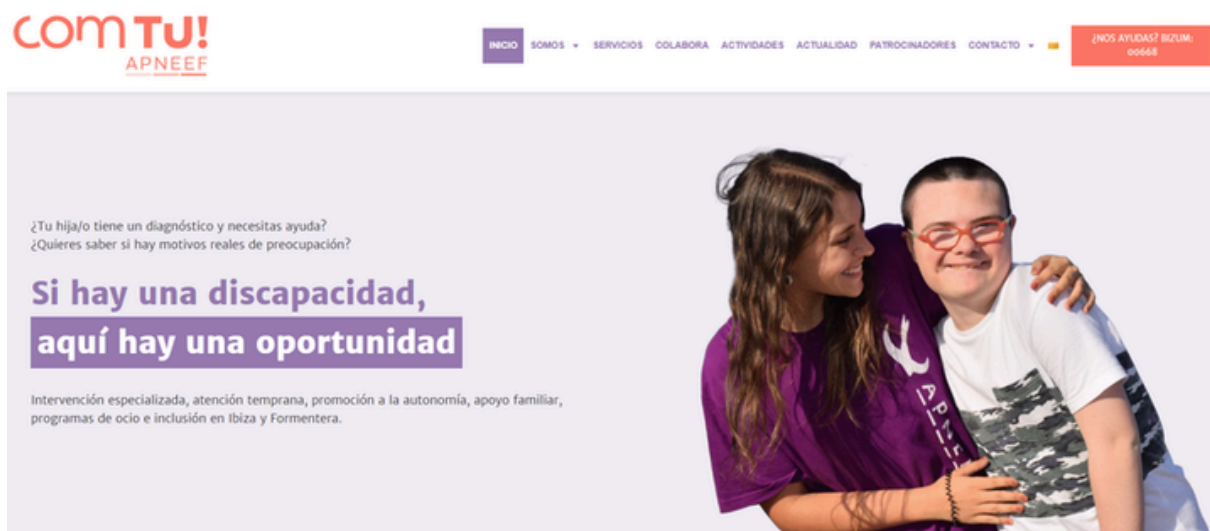 com TU!
APNEEF
INICIO SOMOS SERVICIOS COLABORA ACTIVIDADES ACTUALIDAD PATROCINADORES CONTACTO
¿NOS AYUDAS? BIZUM:
00668
¿Tu hija/o tiene un diagnóstico y necesitas ayuda?
¿Quieres saber si hay motivos reales de preocupación?
Si hay una discapacidad,
aquí hay una oportunidad
Intervención especializada, atención temprana, promoción a la autonomía, apoyo familiar,
programas de ocio e inclusión en Ibiza y Formentera.
APNEEF